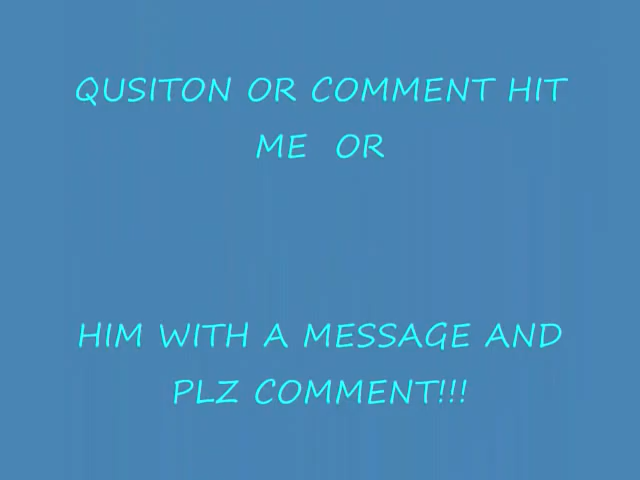 QUSITON OR COMMENT HIT
ME OR
HIM WITH A MESSAGE AND
PLZ COMMENT!!!